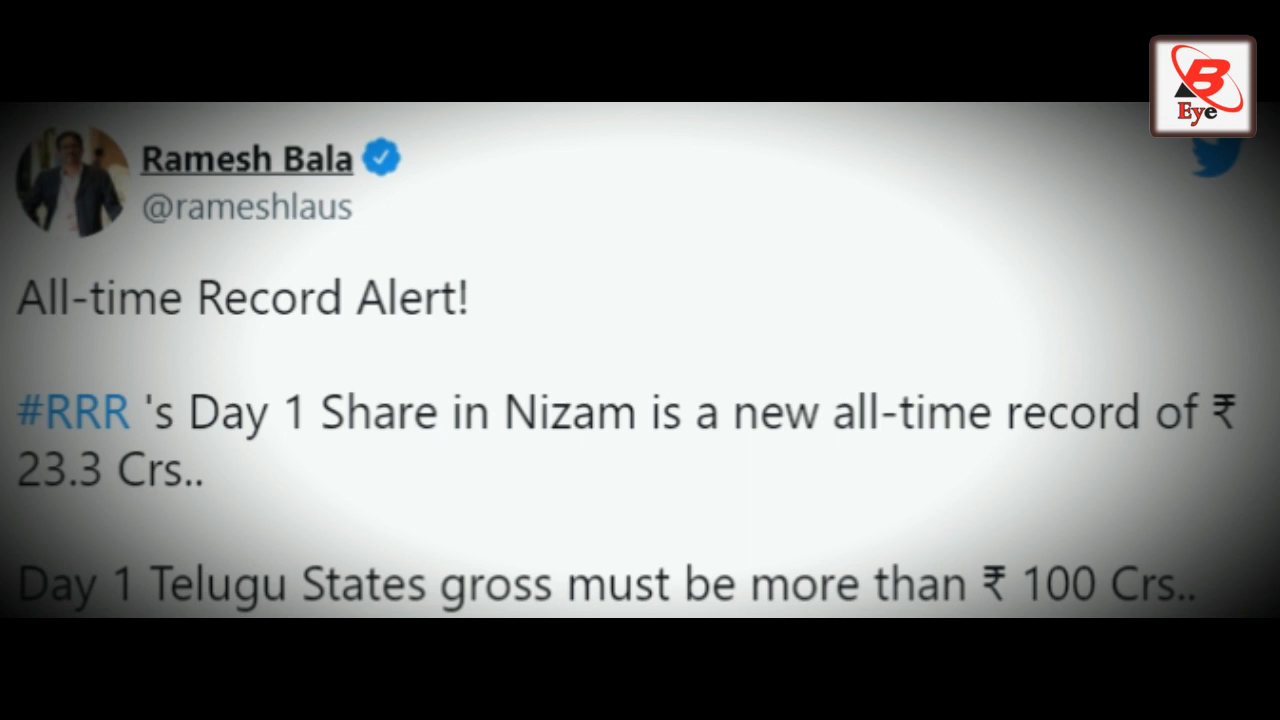 B
Eye
Ramesh Bala
@rameshlaus
All-time Record Alert!
#RRR 's Day 1 Share in Nizam is a new all-time record of ₹
23.3 Crs..
Day 1 Telugu States gross must be more than ₹ 100 Crs..